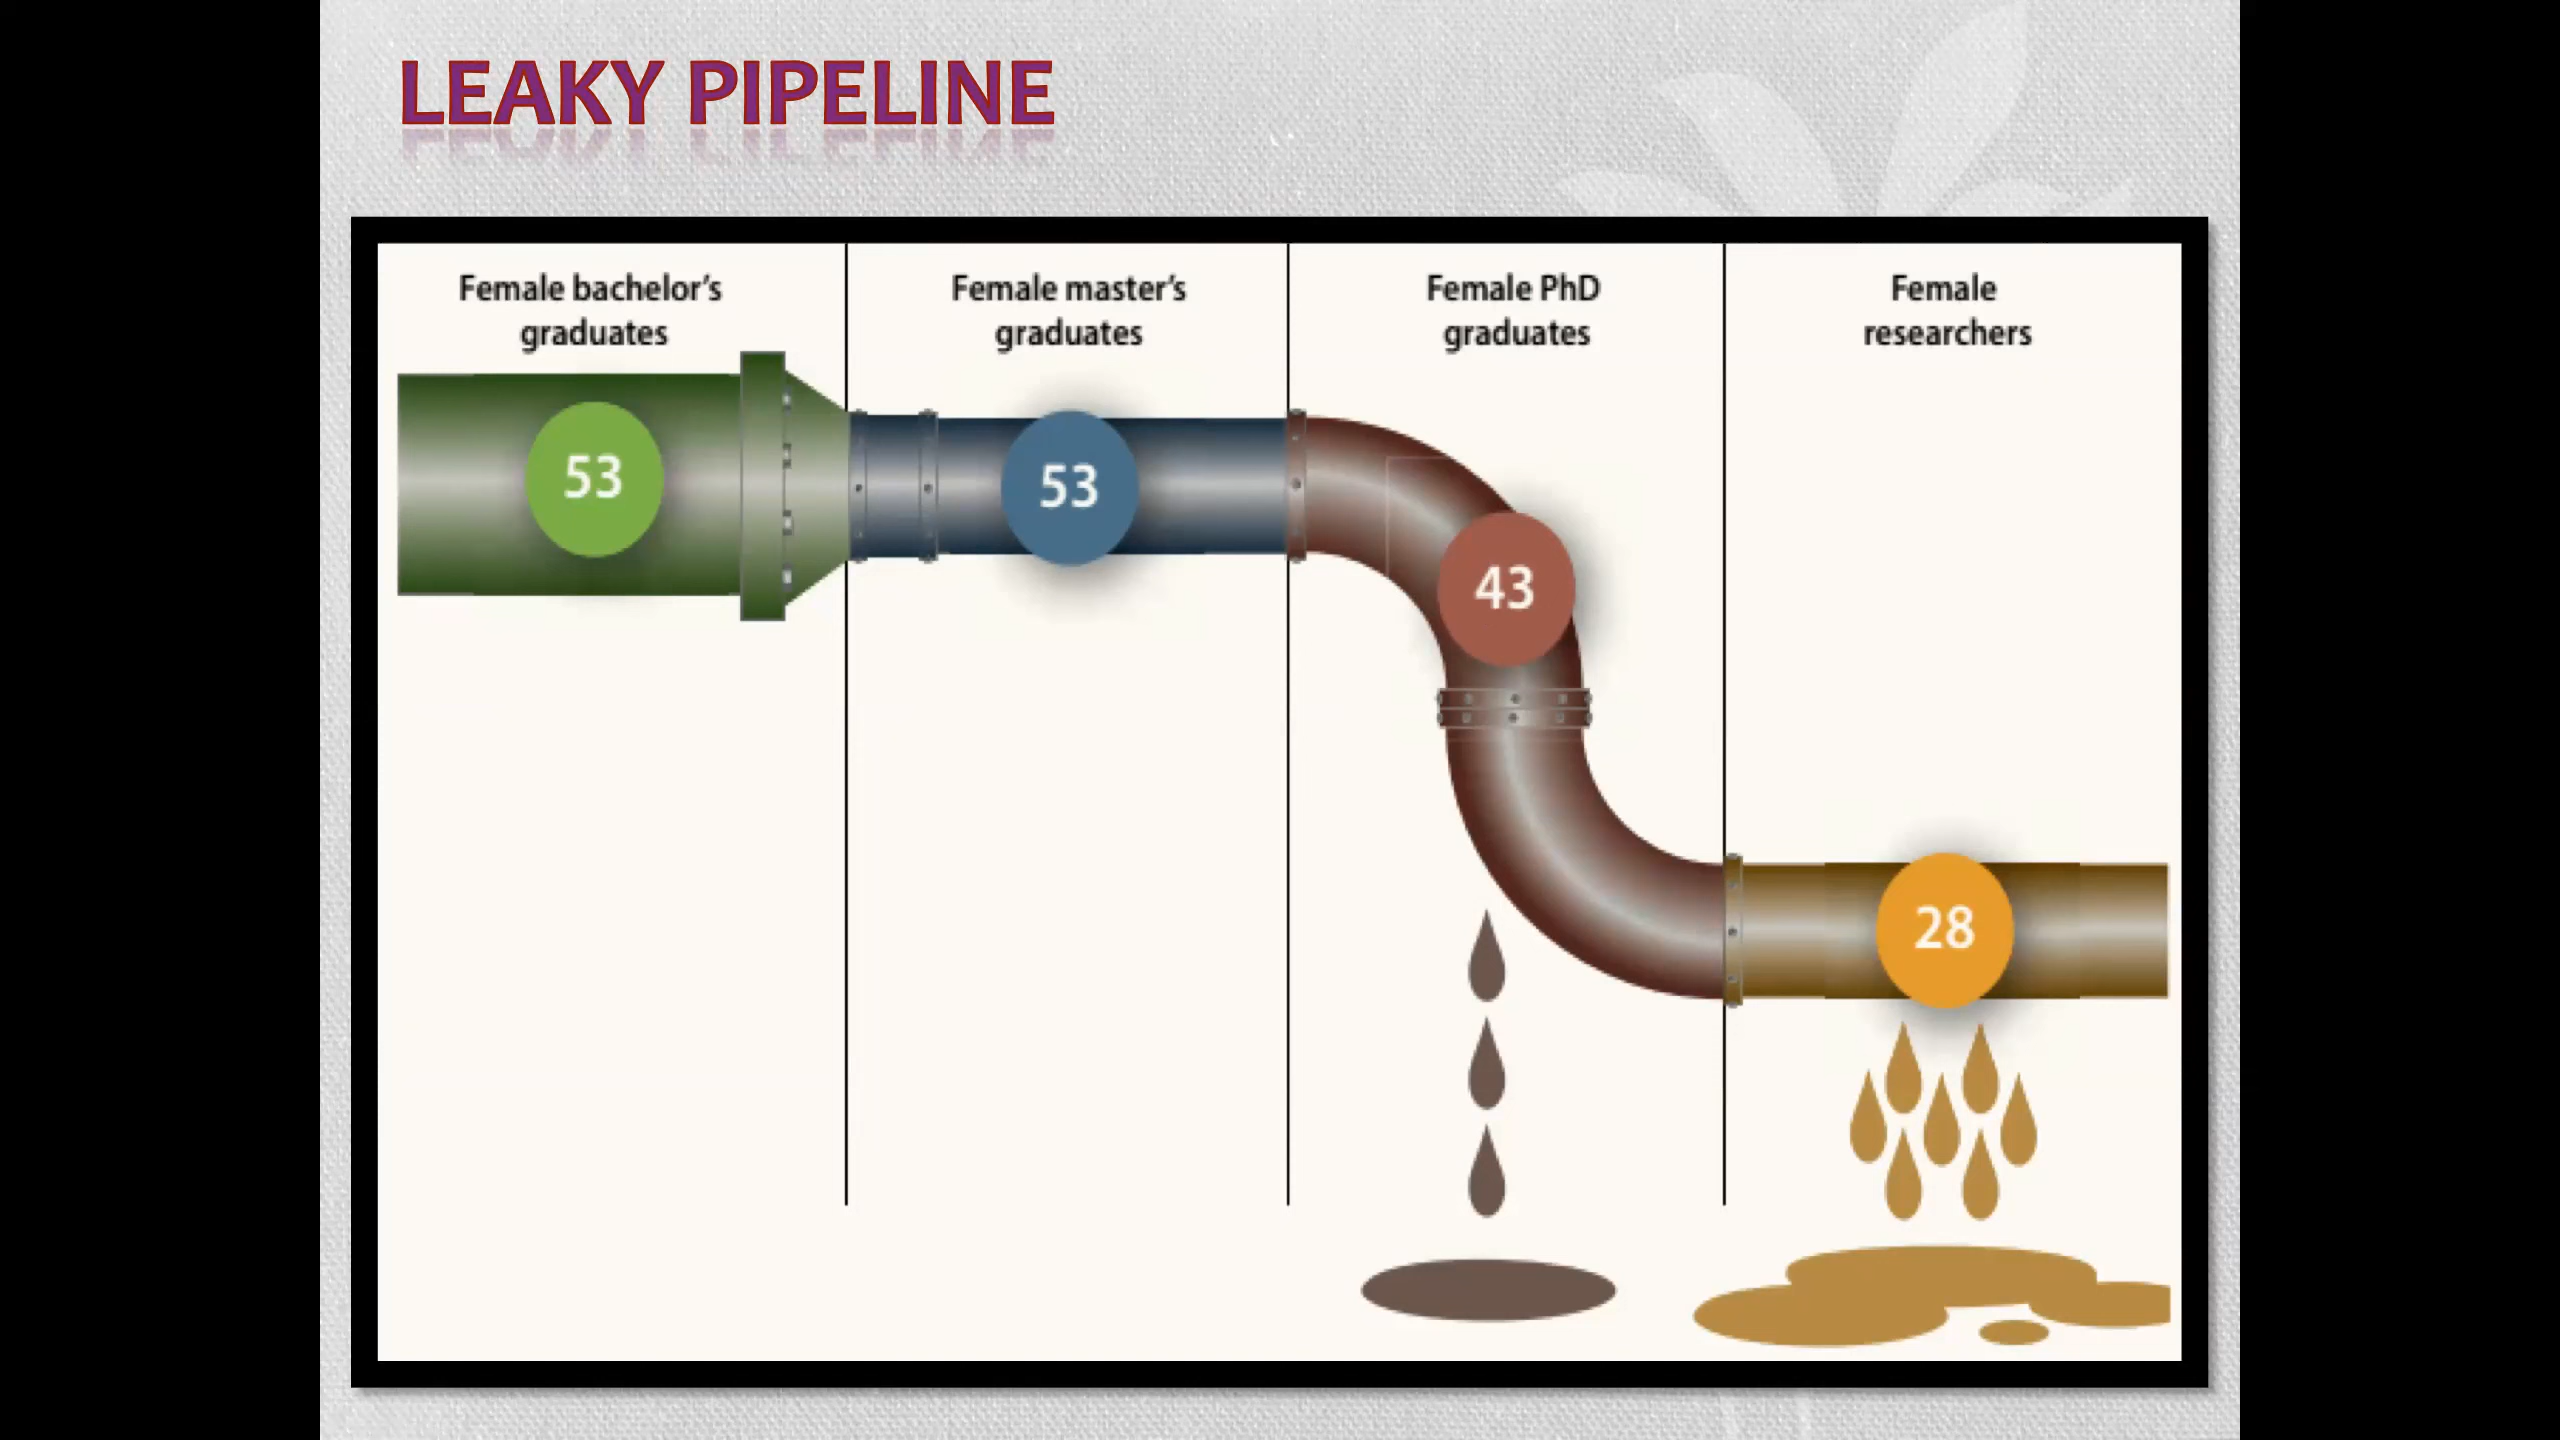 LEAKY PIPELINE
Female bachelor’s
graduates
Female master’s
graduates
Female PhD
graduates
Female
researchers
53
53
43
28